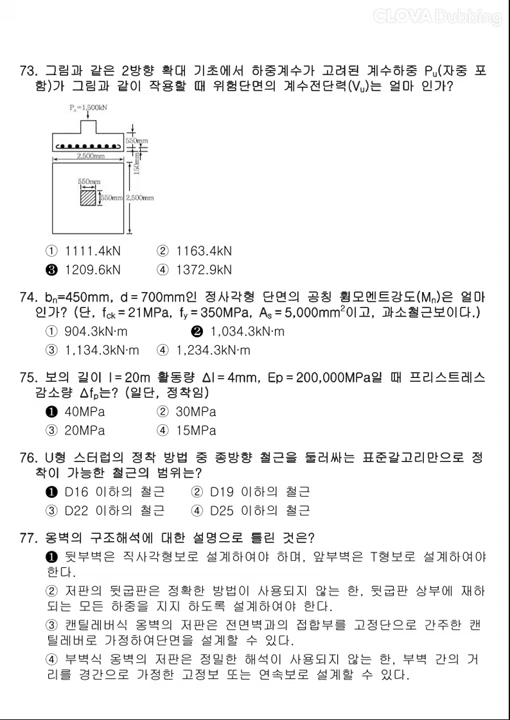 CLOVA Dubbing
73. 그림과 같은 2방향 확대 기초에서 하중계수가 고려된 계수하중 Pu(자중 포
함)가 그림과 같이 작용할 때 위험단면의 계수전단력(Vu)는 얼마 인가?
Pu=1,500kN
550mm
150mm
2,500mm
550mm
550mm
2,500mm
① 1111.4kN ② 1163.4kN
❸ 1209.6kN ④ 1372.9kN
74. bn=450mm, d = 700mm인 정사각형 단면의 공칭 휨모멘트강도(Mn)은 얼마
인가? (단, fck = 21MPa, fy = 350MPa, As = 5,000mm²이고, 과소철근보이다.)
① 904.3kN·m ❷ 1,034.3kN·m
③ 1,134.3kN·m ④ 1,234.3kN·m
75. 보의 길이 l = 20m 활동량 Δl = 4mm, Ep = 200,000MPa일 때 프리스트레스
감소량 Δfp는? (일단, 정착임)
❶ 40MPa ② 30MPa
③ 20MPa ④ 15MPa
76. U형 스터럽의 정착 방법 중 종방향 철근을 둘러싸는 표준갈고리만으로 정
착이 가능한 철근의 범위는?
❶ D16 이하의 철근 ② D19 이하의 철근
③ D22 이하의 철근 ④ D25 이하의 철근
77. 옹벽의 구조해석에 대한 설명으로 틀린 것은?
❶ 뒷부벽은 직사각형보로 설계하여야 하며, 앞부벽은 T형보로 설계하여야
한다.
② 저판의 뒷굽판은 정확한 방법이 사용되지 않는 한, 뒷굽판 상부에 재하
되는 모든 하중을 지지 하도록 설계하여야 한다.
③ 캔틸레버식 옹벽의 저판은 전면벽과의 접합부를 고정단으로 간주한 캔
틸레버로 가정하여단면을 설계할 수 있다.
④ 부벽식 옹벽의 저판은 정밀한 해석이 사용되지 않는 한, 부벽 간의 거
리를 경간으로 가정한 고정보 또는 연속보로 설계할 수 있다.